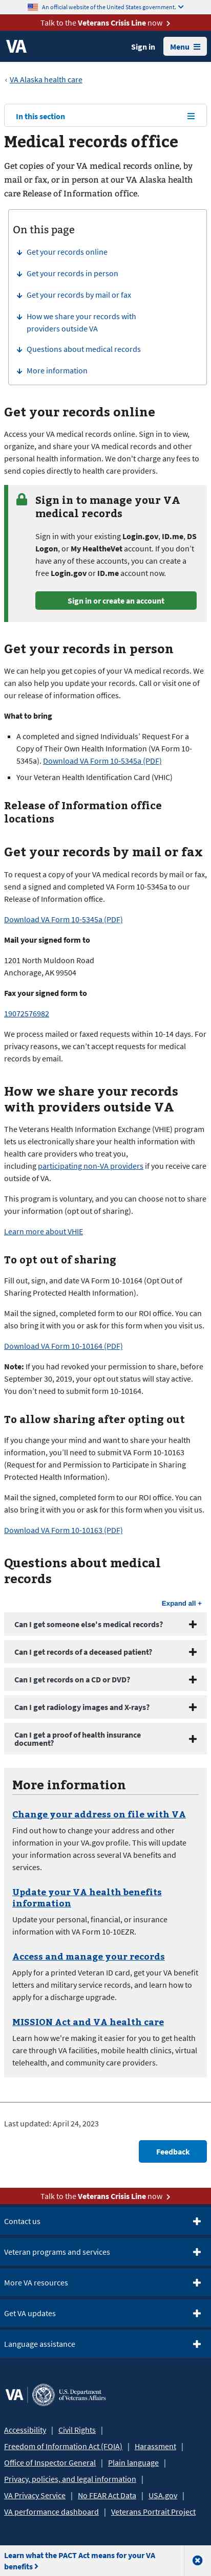 An official website of the United States government.
Talk to the Veterans Crisis Line now
VA
Sign in
Menu
‹ VA Alaska health care
In this section
Medical records office
Get copies of your VA medical records online, by
mail or fax, or in person at our VA Alaska health
care Release of Information office.
On this page
Get your records online
Get your records in person
Get your records by mail or fax
How we share your records with
providers outside VA
Questions about medical records
More information
Get your records online
Access your VA medical records online. Sign in to view,
organize, and share your VA medical records and other
personal health information. We don't charge any fees to
send copies directly to health care providers.
Sign in to manage your VA
medical records
Sign in with your existing Login.gov, ID.me, DS
Logon, or My HealtheVet account. If you don't
have any of these accounts, you can create a
free Login.gov or ID.me account now.
Sign in or create an account
Get your records in person
We can help you get copies of your VA medical records. We
can also help you update your records. Call or visit one of
our release of information offices.
What to bring
A completed and signed Individuals' Request For a
Copy of Their Own Health Information (VA Form 10-
5345a). Download VA Form 10-5345a (PDF)
Your Veteran Health Identification Card (VHIC)
Release of Information office
locations
Get your records by mail or fax
To request a copy of your VA medical records by mail or fax,
send a signed and completed VA Form 10-5345a to our
Release of Information office.
Download VA Form 10-5345a (PDF)
Mail your signed form to
1201 North Muldoon Road
Anchorage, AK 99504
Fax your signed form to
19072576982
We process mailed or faxed requests within 10-14 days. For
privacy reasons, we can't accept requests for medical
records by email.
How we share your records
with providers outside VA
The Veterans Health Information Exchange (VHIE) program
lets us electronically share your health information with
health care providers who treat you,
including participating non-VA providers if you receive care
outside of VA.
This program is voluntary, and you can choose not to share
your information (opt out of sharing).
Learn more about VHIE
To opt out of sharing
Fill out, sign, and date VA Form 10-10164 (Opt Out of
Sharing Protected Health Information).
Mail the signed, completed form to our ROI office. You can
also bring it with you or ask for this form when you visit us.
Download VA Form 10-10164 (PDF)
Note: If you had revoked your permission to share, before
September 30, 2019, your opt out status will stay active.
You don't need to submit form 10-10164.
To allow sharing after opting out
If you change your mind and want to share your health
information, you'll need to submit VA Form 10-10163
(Request for and Permission to Participate in Sharing
Protected Health Information).
Mail the signed, completed form to our ROI office. You can
also bring it with you or ask for this form when you visit us.
Download VA Form 10-10163 (PDF)
Questions about medical
records
Expand all +
Can I get someone else's medical records?
Can I get records of a deceased patient?
Can I get records on a CD or DVD?
Can I get radiology images and X-rays?
Can I get a proof of health insurance
document?
More information
Change your address on file with VA
Find out how to change your address and other
information in your VA.gov profile. This will update
your information across several VA benefits and
services.
Update your VA health benefits
information
Update your personal, financial, or insurance
information with VA Form 10-10EZR.
Access and manage your records
Apply for a printed Veteran ID card, get your VA benefit
letters and military service records, and learn how to
apply for a discharge upgrade.
MISSION Act and VA health care
Learn how we're making it easier for you to get health
care through VA facilities, mobile health clinics, virtual
telehealth, and community care providers.
Last updated: April 24, 2023
Feedback
Talk to the Veterans Crisis Line now
Contact us
Veteran programs and services
More VA resources
Get VA updates
Language assistance
VA U.S. Department
of Veterans Affairs
Accessibility | Civil Rights |
Freedom of Information Act (FOIA) | Harassment |
Office of Inspector General | Plain language |
Privacy, policies, and legal information |
VA Privacy Service | No FEAR Act Data | USA.gov |
VA performance dashboard | Veterans Portrait Project
Learn what the PACT Act means for your VA
benefits